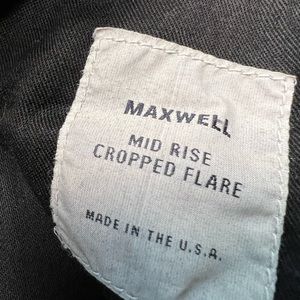 MAXWELL
MID RISE
CROPPED FLARE
MADE IN THE U.S.A.